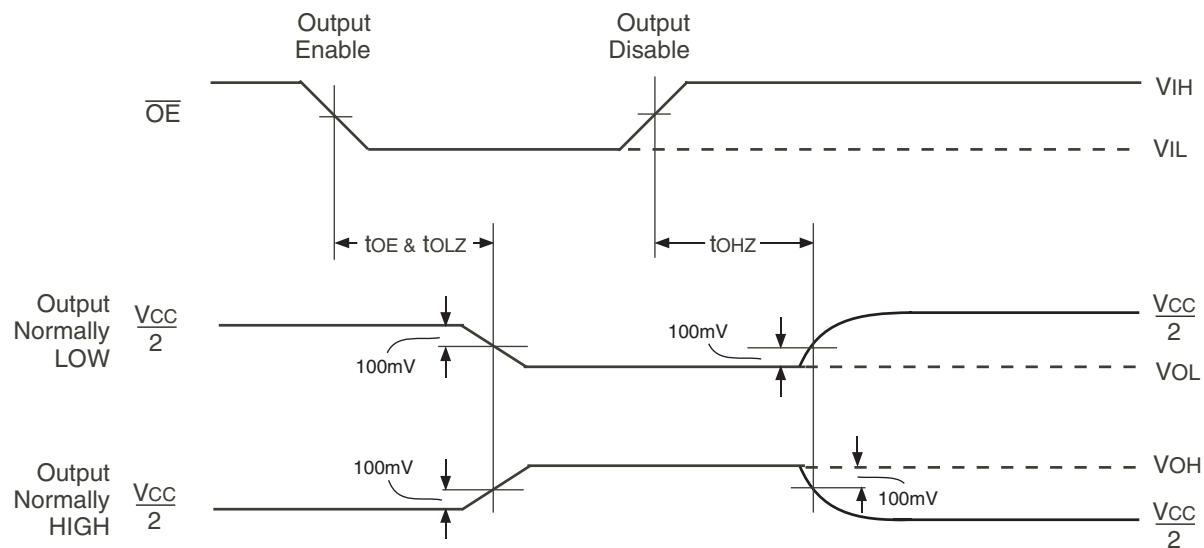 Output
Enable
Output
Disable
OE
VIH
VIL
tOE & tOLZ
tOHZ
Output
Normally
LOW
VCC
2
100mV
100mV
VCC
2
VOL
Output
Normally
HIGH
VCC
2
100mV
100mV
VOH
VCC
2